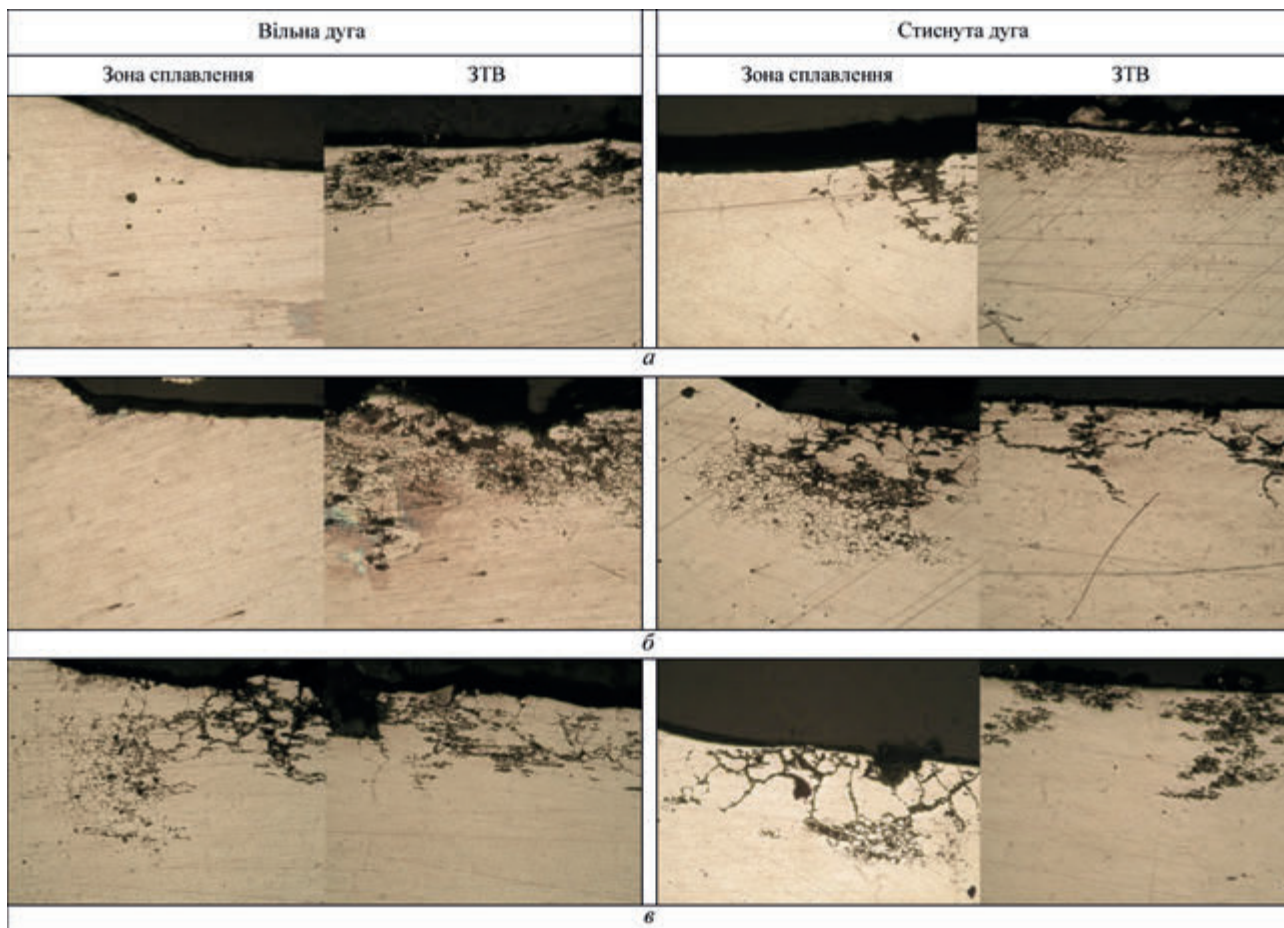 Вільна дуга
Стиснута дуга
Зона сплавлення
ЗТВ
Зона сплавлення
ЗТВ
а
б
в